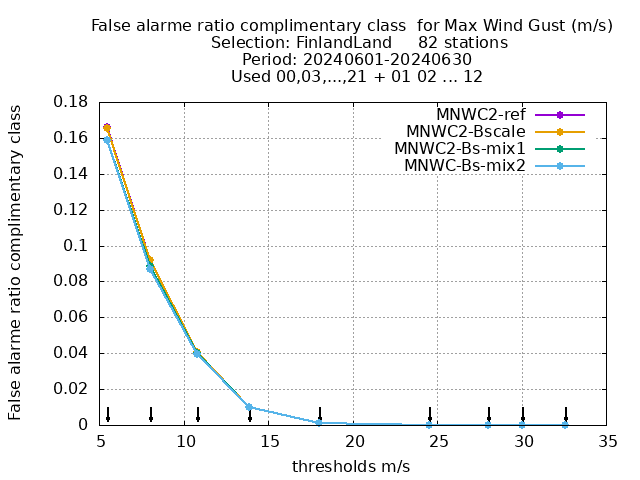 False alarme ratio complimentary class  for Max Wind Gust (m/s)
Selection: FinlandLand     82 stations
Period: 20240601-20240630
Used 00,03,...,21 + 01 02 ... 12
False alarme ratio complimentary class
0.18
0.16
0.14
0.12
0.1
0.08
0.06
0.04
0.02
0
MNWC2-ref
MNWC2-Bscale
MNWC2-Bs-mix1
MNWC-Bs-mix2
5 10 15 20 25 30 35
thresholds m/s